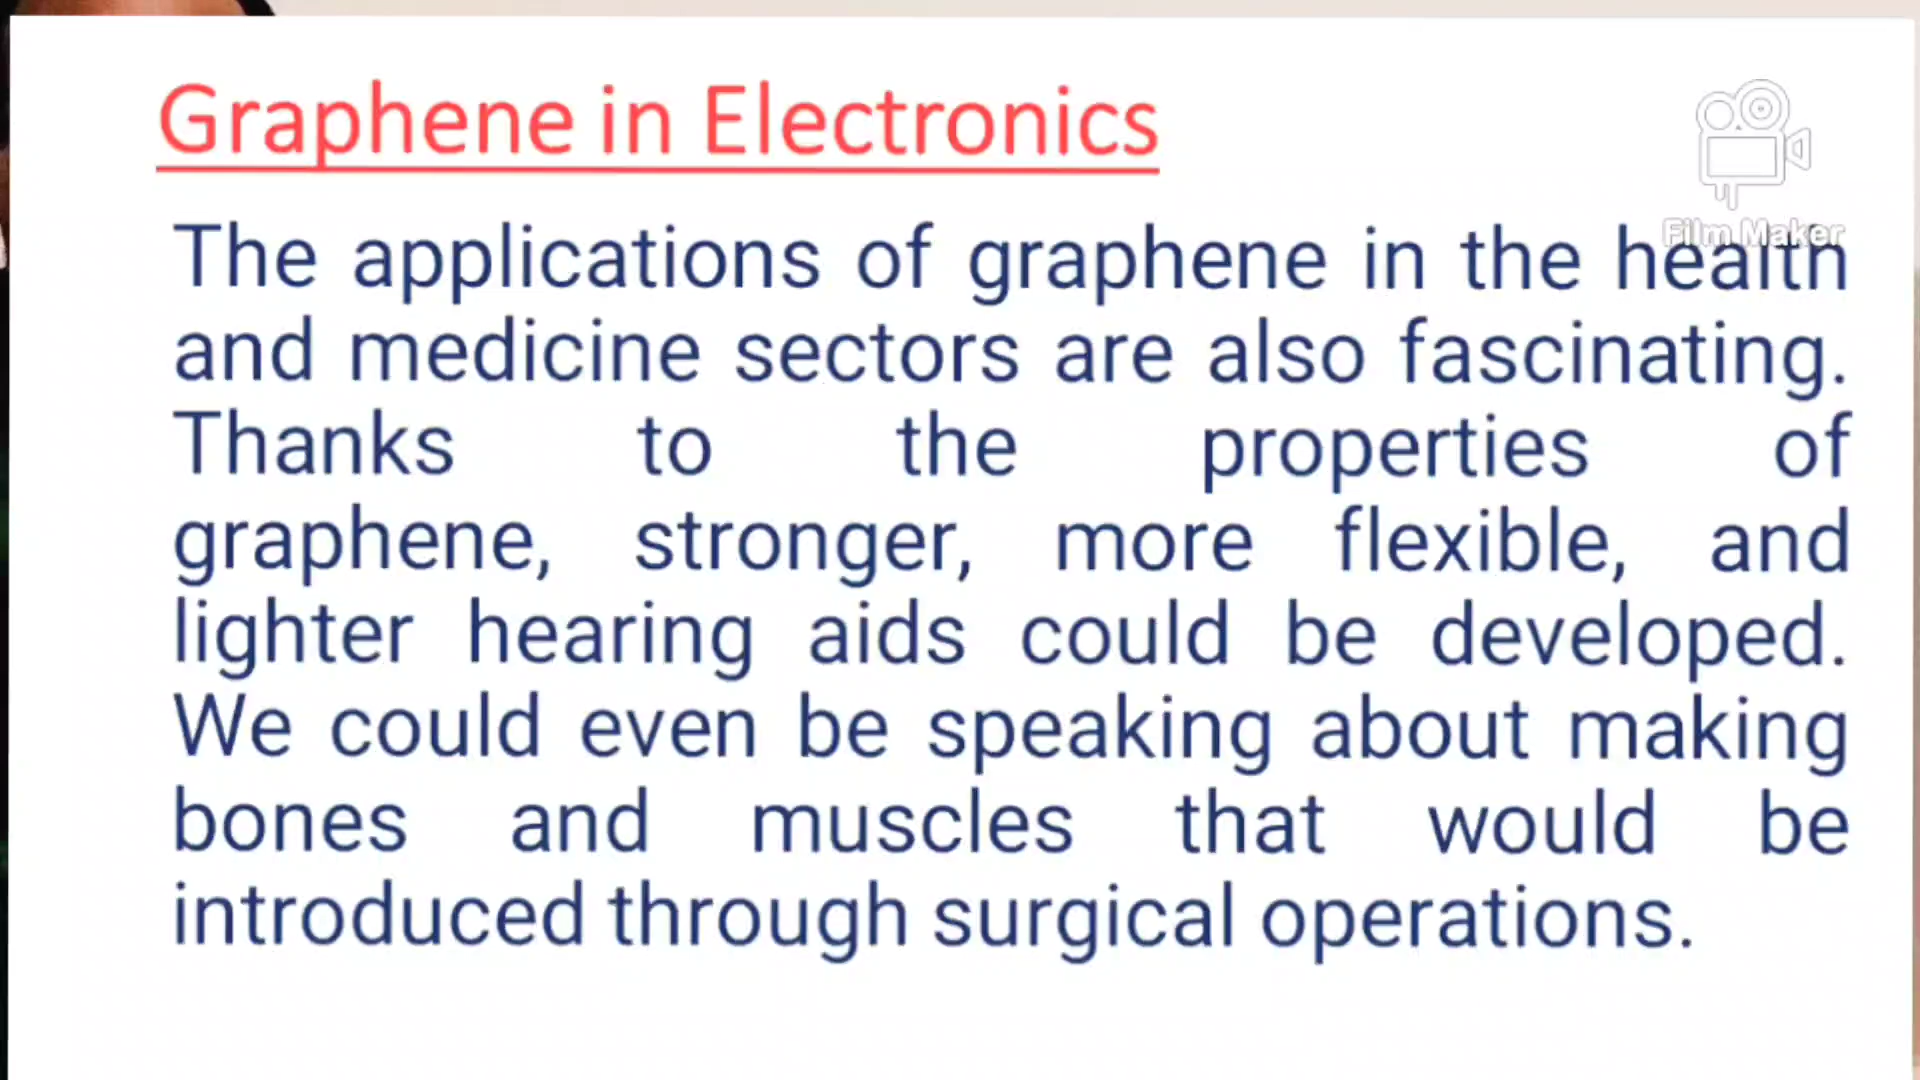 Graphene in Electronics
Film Maker
The applications of graphene in the health
and medicine sectors are also fascinating.
Thanks to the properties of
graphene, stronger, more flexible, and
lighter hearing aids could be developed.
We could even be speaking about making
bones and muscles that would be
introduced through surgical operations.